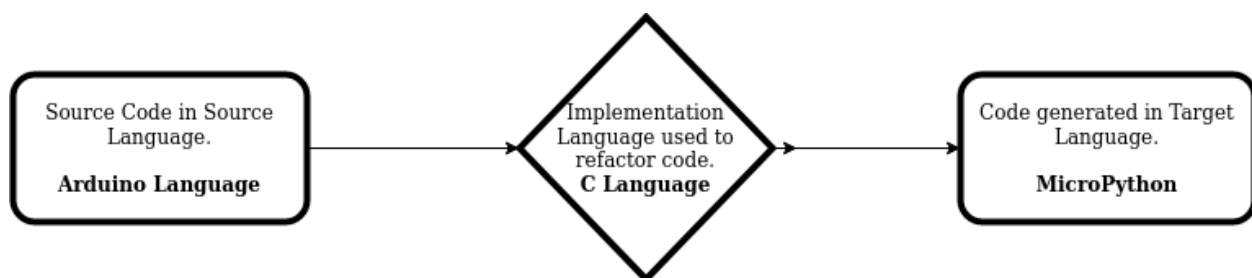 Source Code in Source
Language.
Arduino Language
Implementation
Language used to
refactor code.
C Language
Code generated in Target
Language.
MicroPython